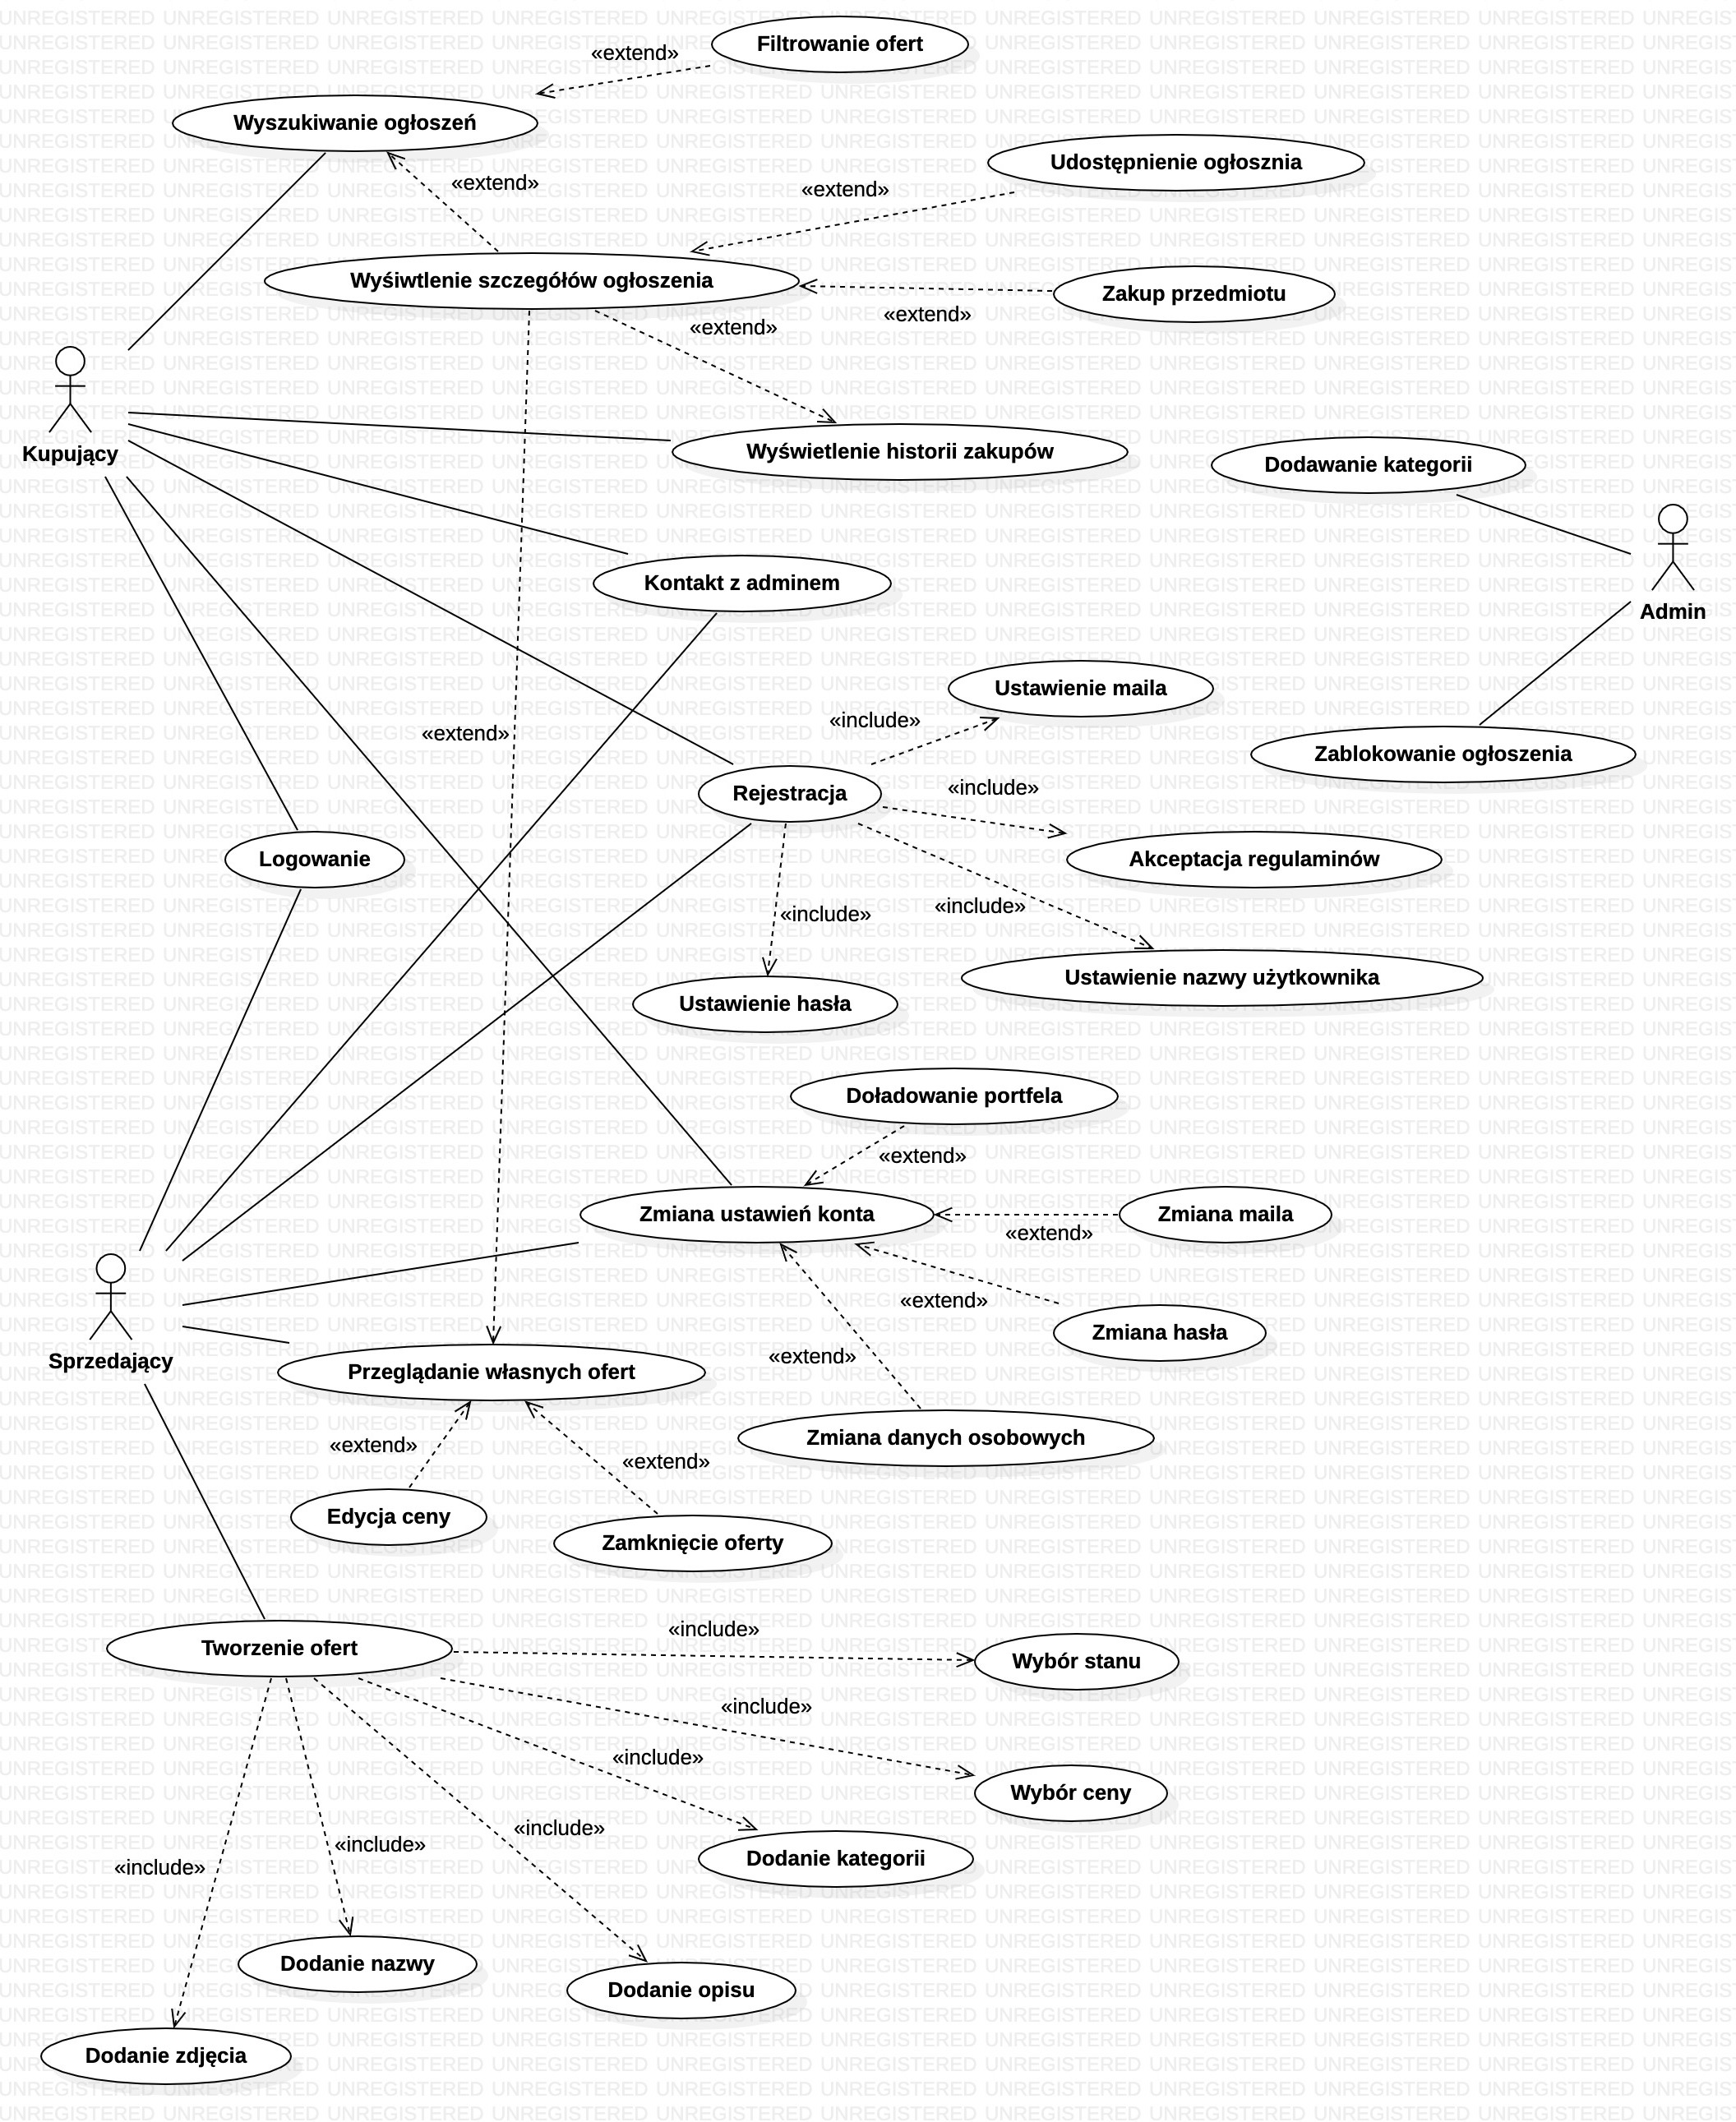 Filtrowanie ofert
«extend»
Wyszukiwanie ogłoszeń
Udostępnienie ogłosznia
«extend»
«extend»
Wyśiwtlenie szczegółów ogłoszenia
Zakup przedmiotu
«extend»
«extend»
Kupujący
Wyświetlenie historii zakupów
Dodawanie kategorii
Kontakt z adminem
Admin
Ustawienie maila
«include»
«extend»
Zablokowanie ogłoszenia
Rejestracja
«include»
Logowanie
Akceptacja regulaminów
«include»
«include»
Ustawienie nazwy użytkownika
Ustawienie hasła
Doładowanie portfela
«extend»
Zmiana ustawień konta
Zmiana maila
«extend»
«extend»
Zmiana hasła
Sprzedający
«extend»
Przeglądanie własnych ofert
Zmiana danych osobowych
«extend»
«extend»
Edycja ceny
Zamknięcie oferty
«include»
Tworzenie ofert
Wybór stanu
«include»
«include»
Wybór ceny
«include»
«include»
Dodanie kategorii
«include»
Dodanie nazwy
Dodanie opisu
Dodanie zdjęcia
UNREGISTERED